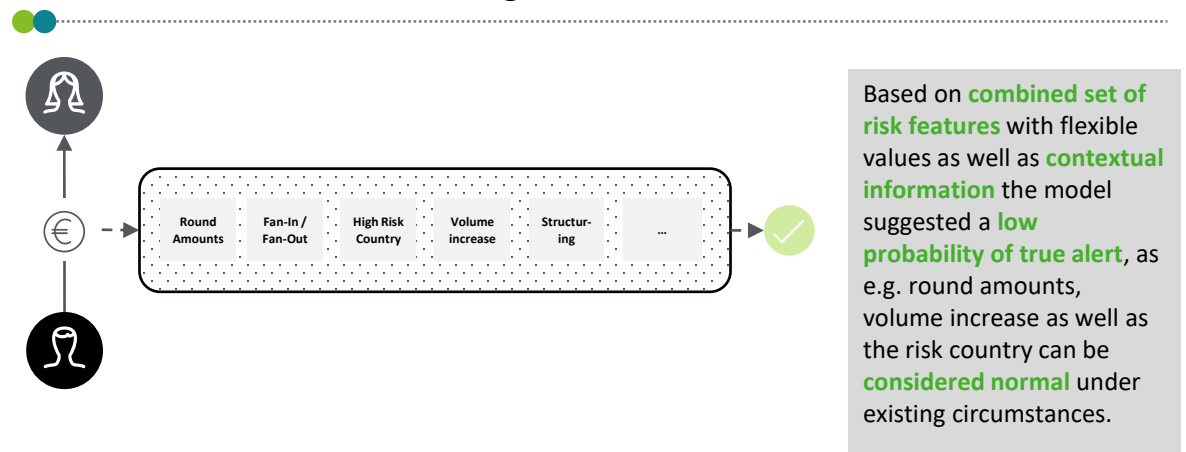 €
Round
Amounts
Fan-In /
Fan-Out
High Risk
Country
Volume
increase
Structur-
ing
...
Based on combined set of
risk features with flexible
values as well as contextual
information the model
suggested a low
probability of true alert, as
e.g. round amounts,
volume increase as well as
the risk country can be
considered normal under
existing circumstances.